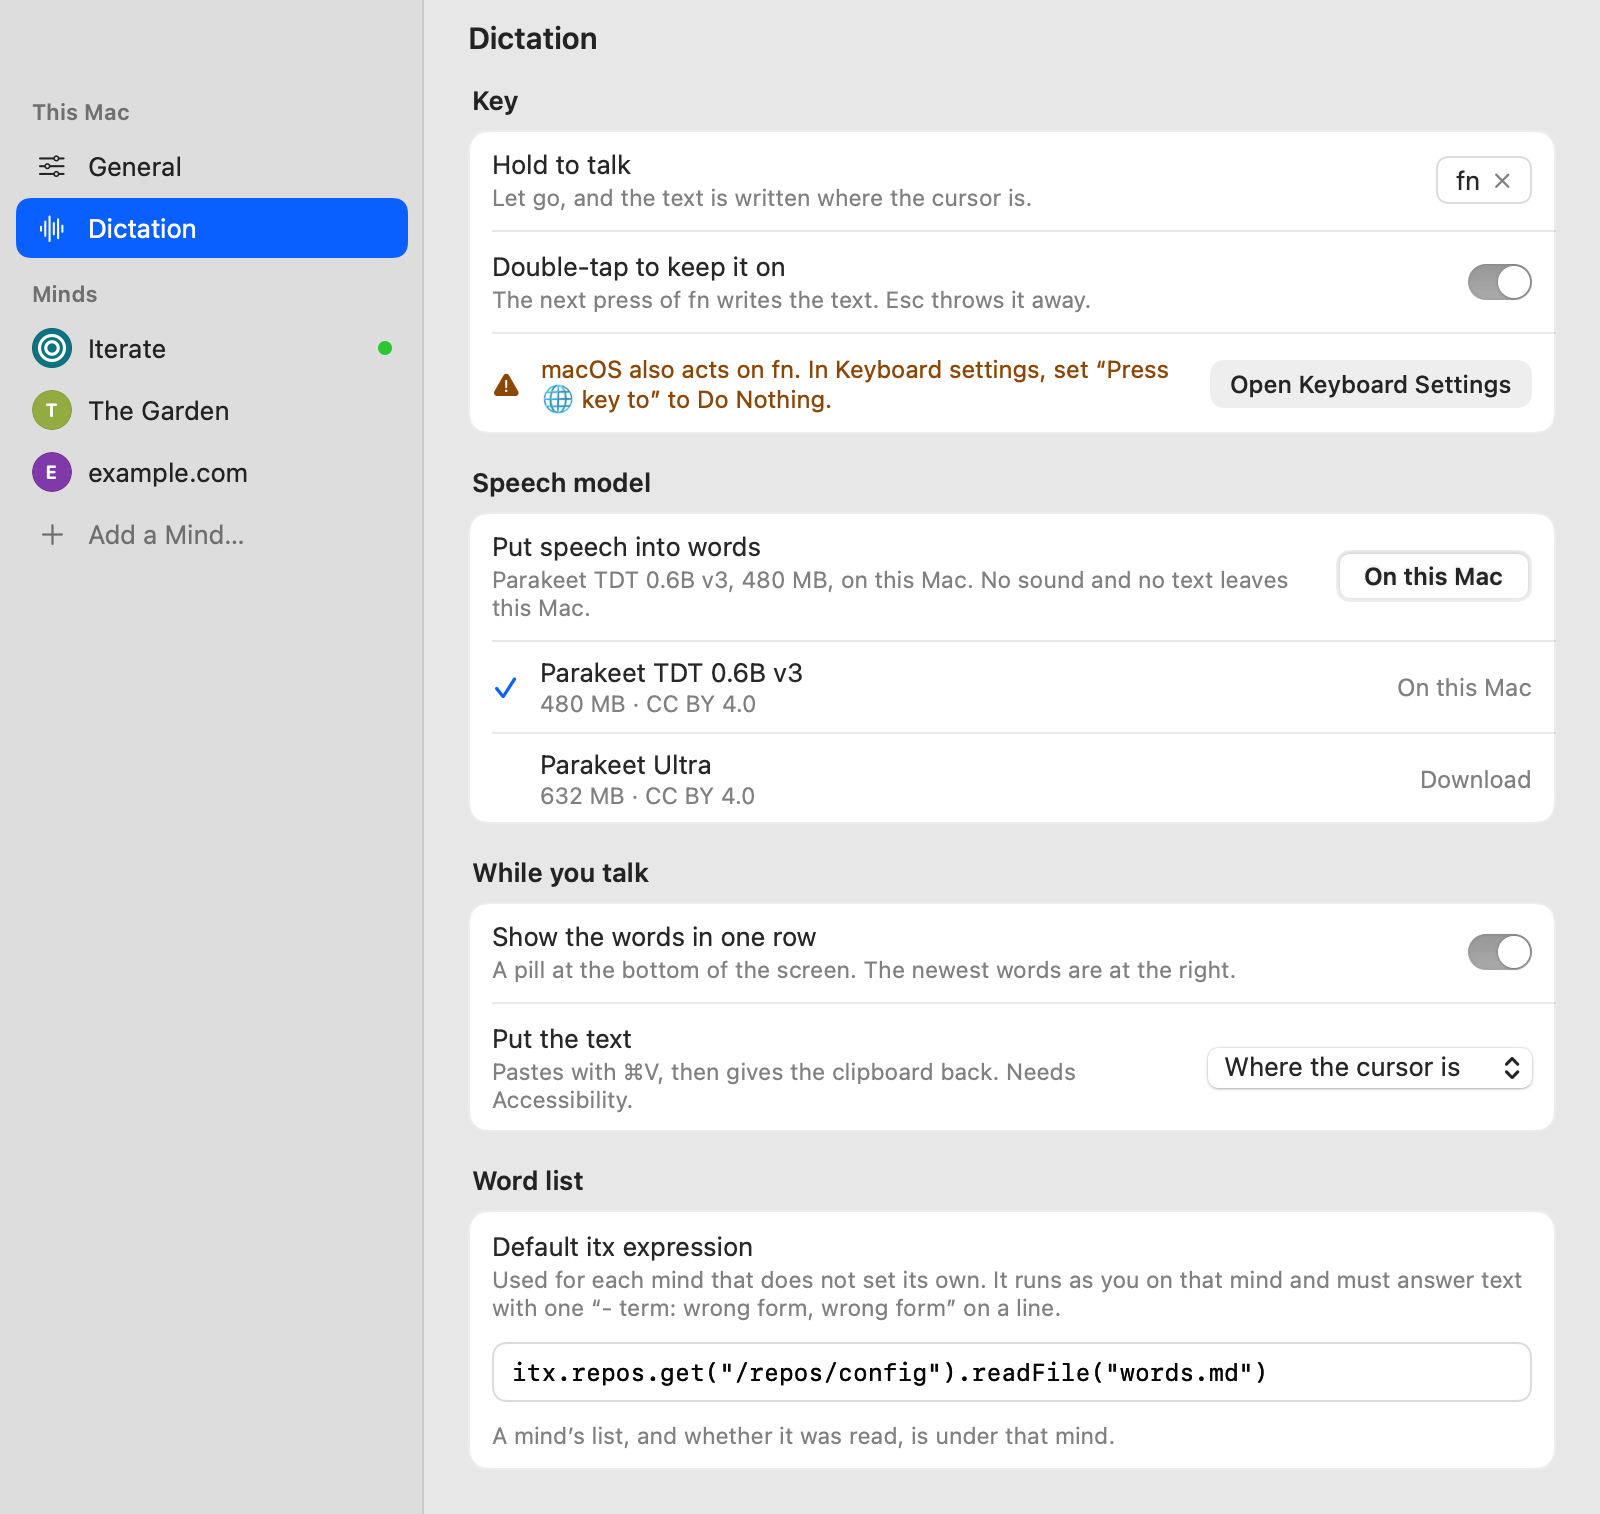 This Mac
General
Dictation
Minds
Iterate
T
The Garden
E
example.com
Add a Mind...
Dictation
Key
Hold to talk
Let go, and the text is written where the cursor is.
fn ×
Double-tap to keep it on
The next press of fn writes the text. Esc throws it away.
macOS also acts on fn. In Keyboard settings, set “Press
🌐 key to” to Do Nothing.
Open Keyboard Settings
Speech model
Put speech into words
Parakeet TDT 0.6B v3, 480 MB, on this Mac. No sound and no text leaves
this Mac.
On this Mac
Parakeet TDT 0.6B v3
480 MB · CC BY 4.0
On this Mac
Parakeet Ultra
632 MB · CC BY 4.0
Download
While you talk
Show the words in one row
A pill at the bottom of the screen. The newest words are at the right.
Put the text
Pastes with ⌘V, then gives the clipboard back. Needs
Accessibility.
Where the cursor is
Word list
Default itx expression
Used for each mind that does not set its own. It runs as you on that mind and must answer text
with one “- term: wrong form, wrong form” on a line.
itx.repos.get("/repos/config").readFile("words.md")
A mind’s list, and whether it was read, is under that mind.